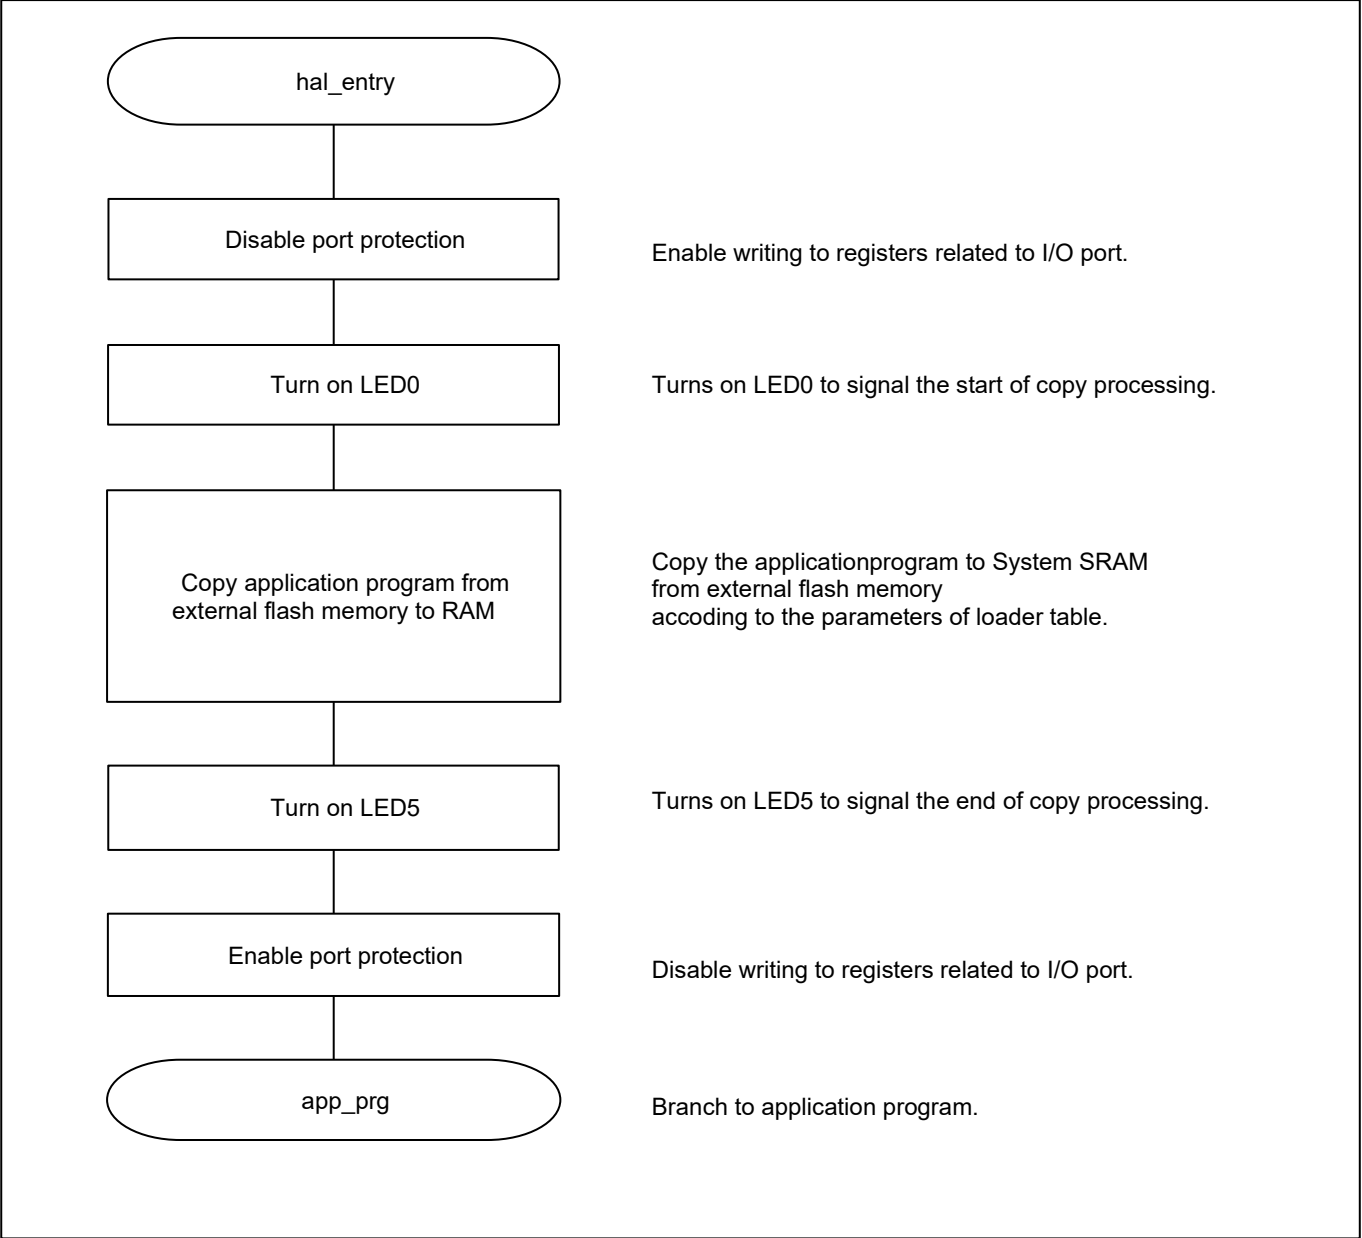 hal_entry
Disable port protection
Enable writing to registers related to I/O port.
Turn on LED0
Turns on LED0 to signal the start of copy processing.
Copy application program from
external flash memory to RAM
Copy the applicationprogram to System SRAM
from external flash memory
accoding to the parameters of loader table.
Turn on LED5
Turns on LED5 to signal the end of copy processing.
Enable port protection
Disable writing to registers related to I/O port.
app_prg
Branch to application program.